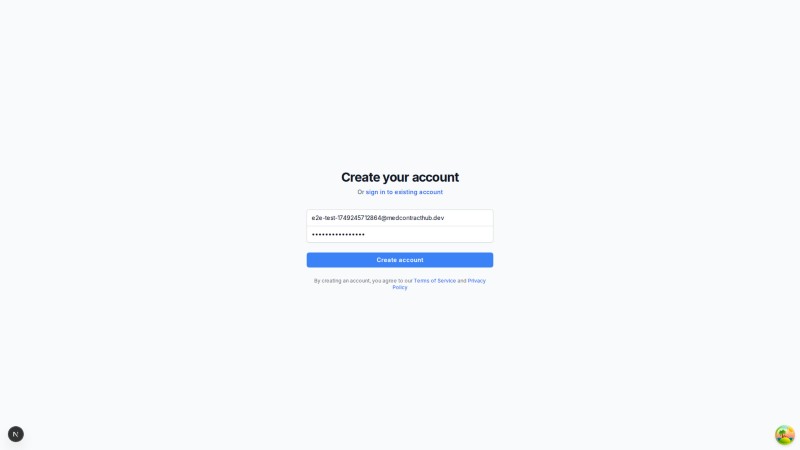 Create your account
Or sign in to existing account
e2e-test-1749245712864@medcontracthub.dev
••••••••••••••••
Create account
By creating an account, you agree to our Terms of Service and Privacy
Policy
N